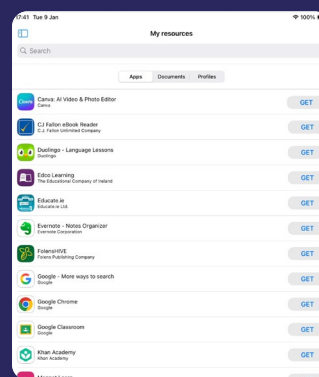 17:41 Tue 9 Jan
100%
My resources
Search
Apps Documents Profiles
Canva
Canva: AI Video & Photo Editor
Canva
GET
CJ Fallon eBook Reader
C.J. Fallon Unlimited Company
GET
Duolingo - Language Lessons
Duolingo
GET
Edco Learning
The Educational Company of Ireland
GET
Educate.ie
Educate.ie Ltd
GET
Evernote - Notes Organizer
Evernote Corporation
GET
FolensHIVE
Folens Publishing Company
GET
Google - More ways to search
Google
GET
Google Chrome
Google
GET
Google Classroom
Google
GET
Khan Academy
Khan Academy
GET